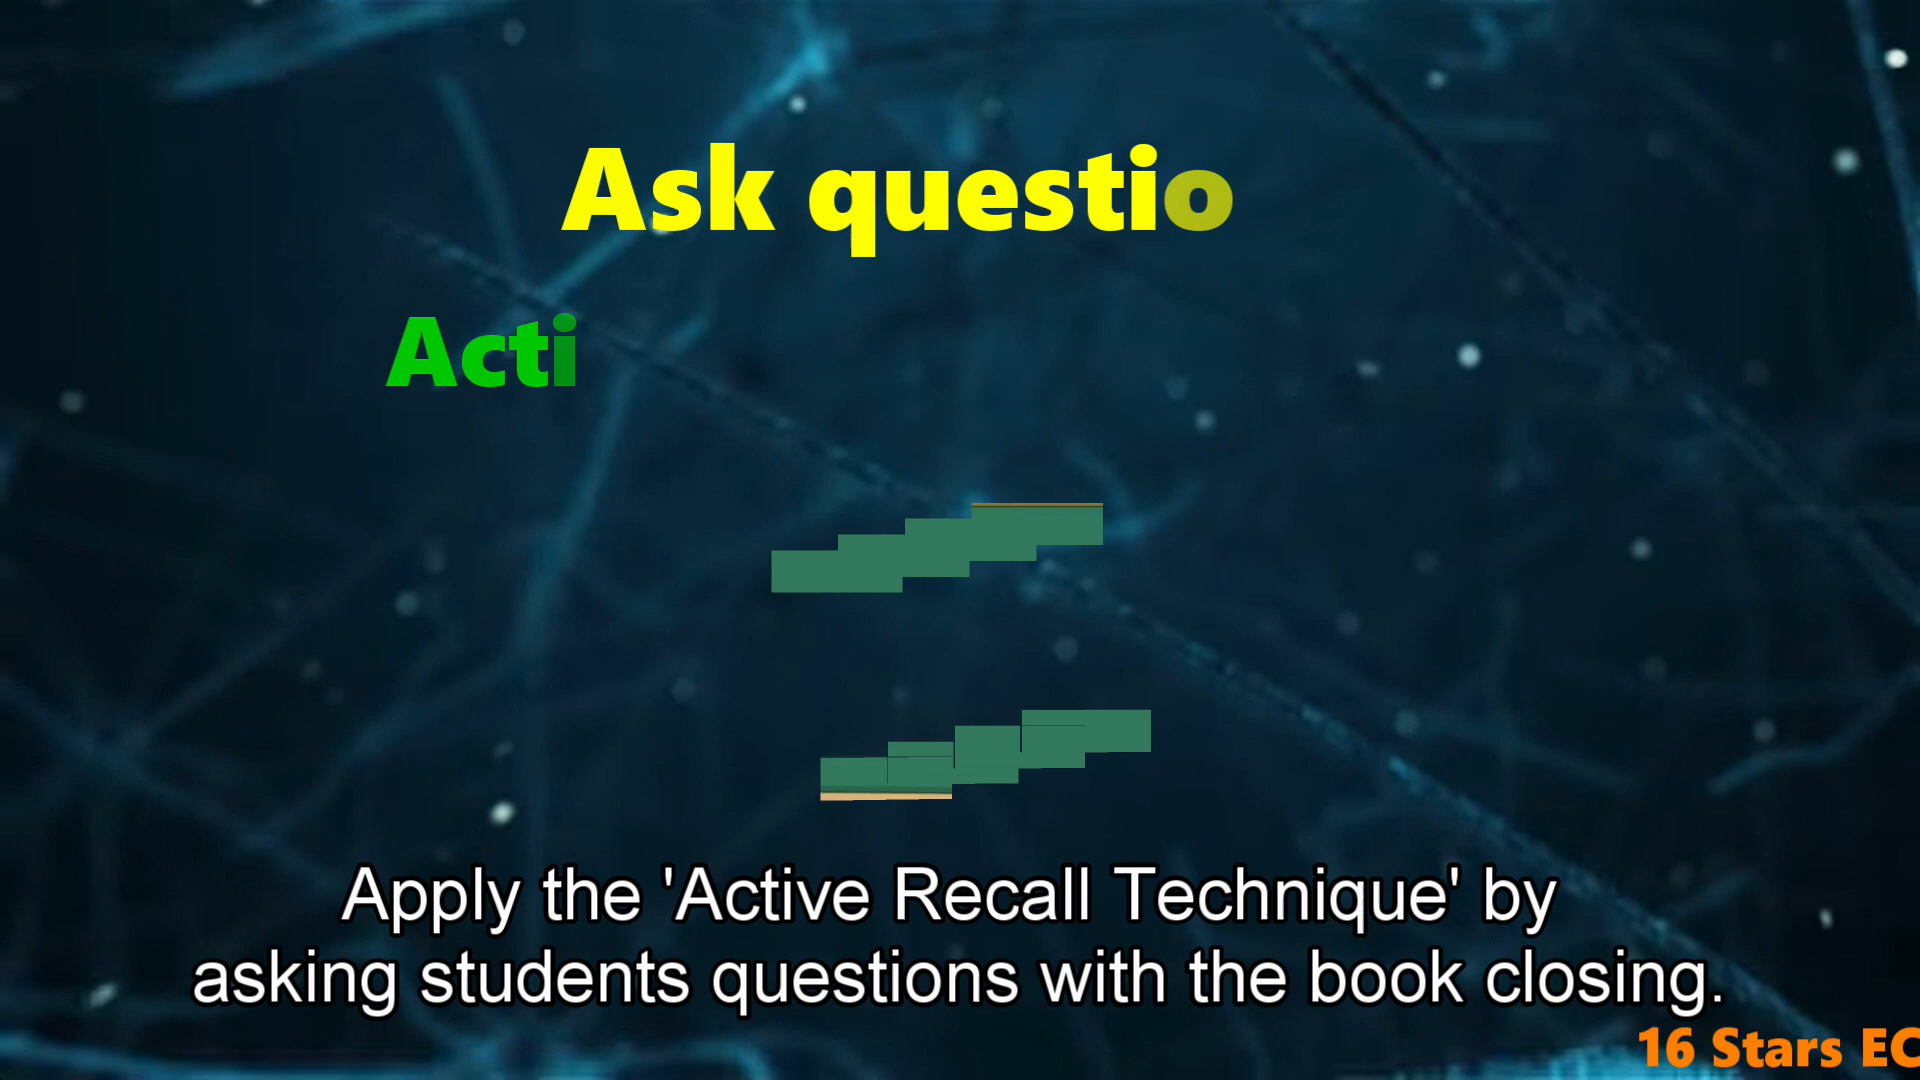 Ask questio
Acti
Apply the 'Active Recall Technique' by
asking students questions with the book closing.
16 Stars EC